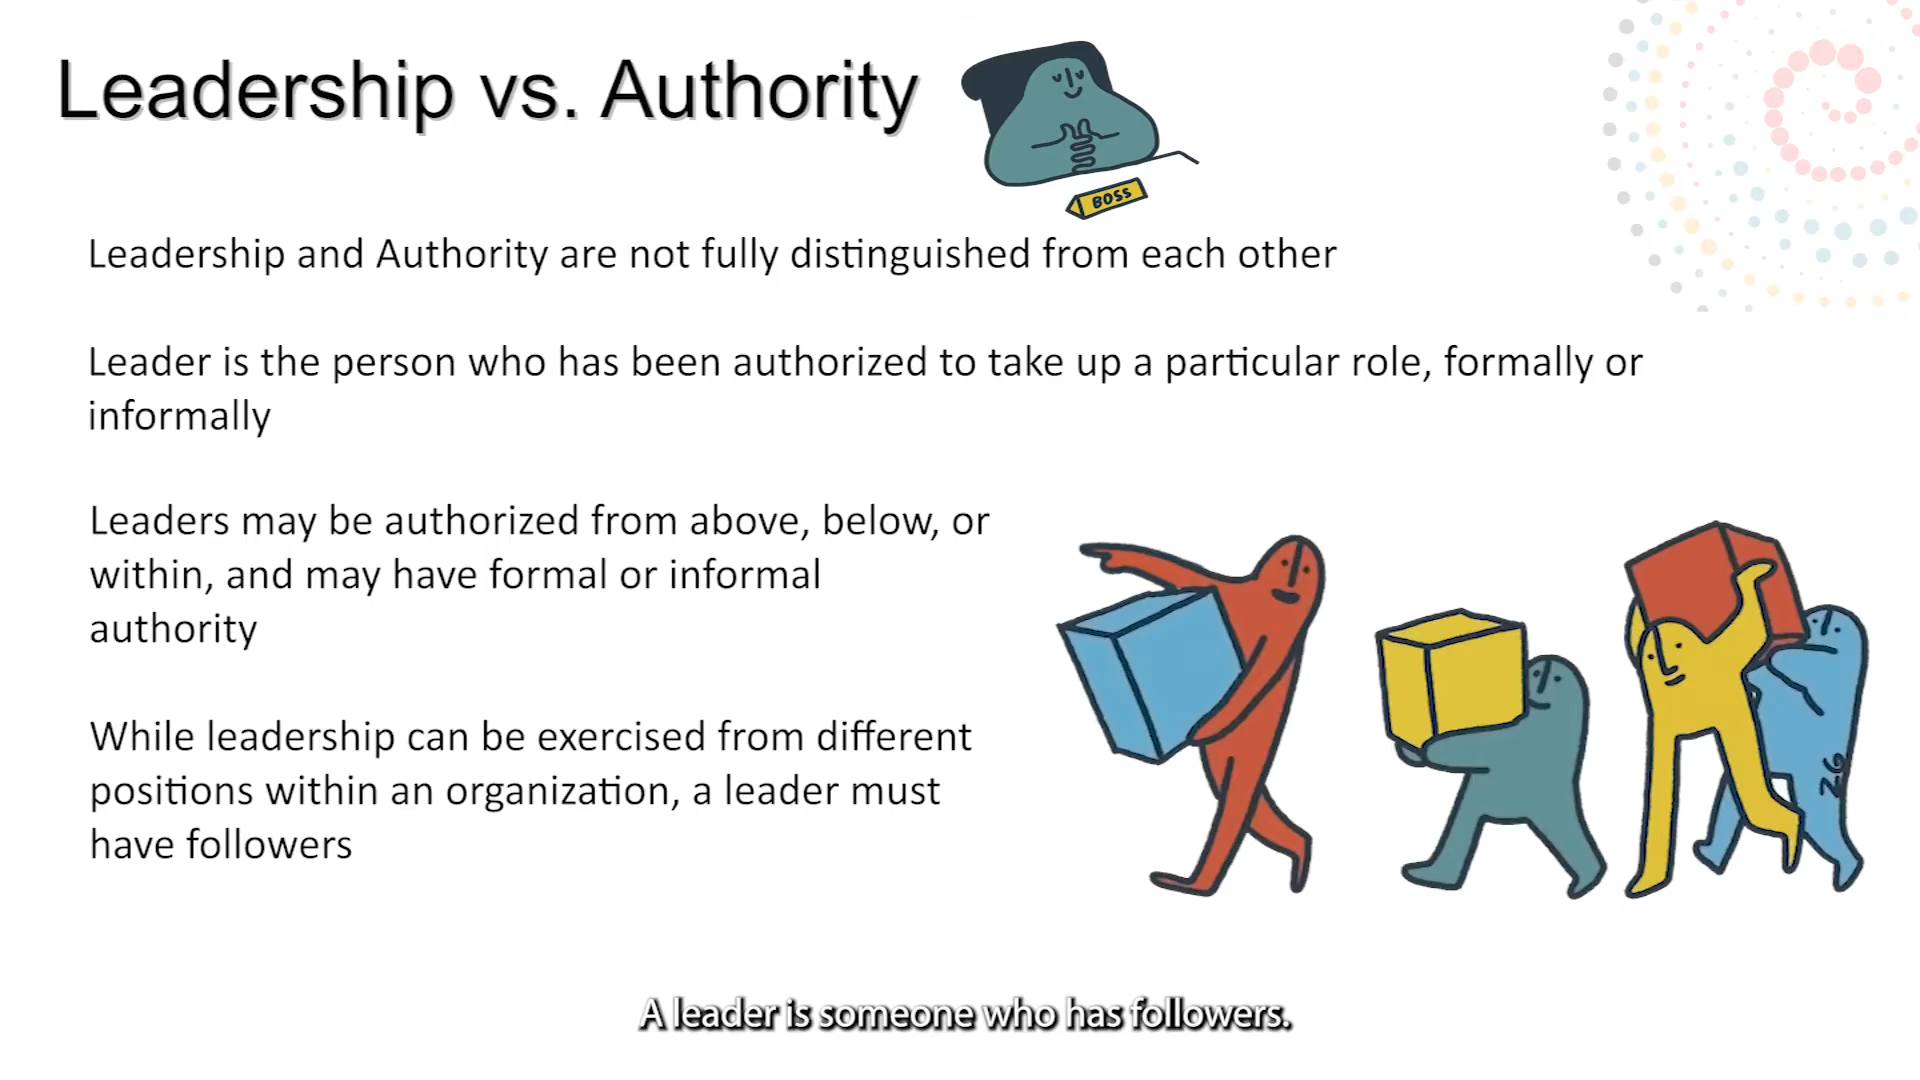 Leadership vs. Authority
BOSS
Leadership and Authority are not fully distinguished from each other
Leader is the person who has been authorized to take up a particular role, formally or
informally
Leaders may be authorized from above, below, or
within, and may have formal or informal
authority
While leadership can be exercised from different
positions within an organization, a leader must
have followers
A leader is someone who has followers.